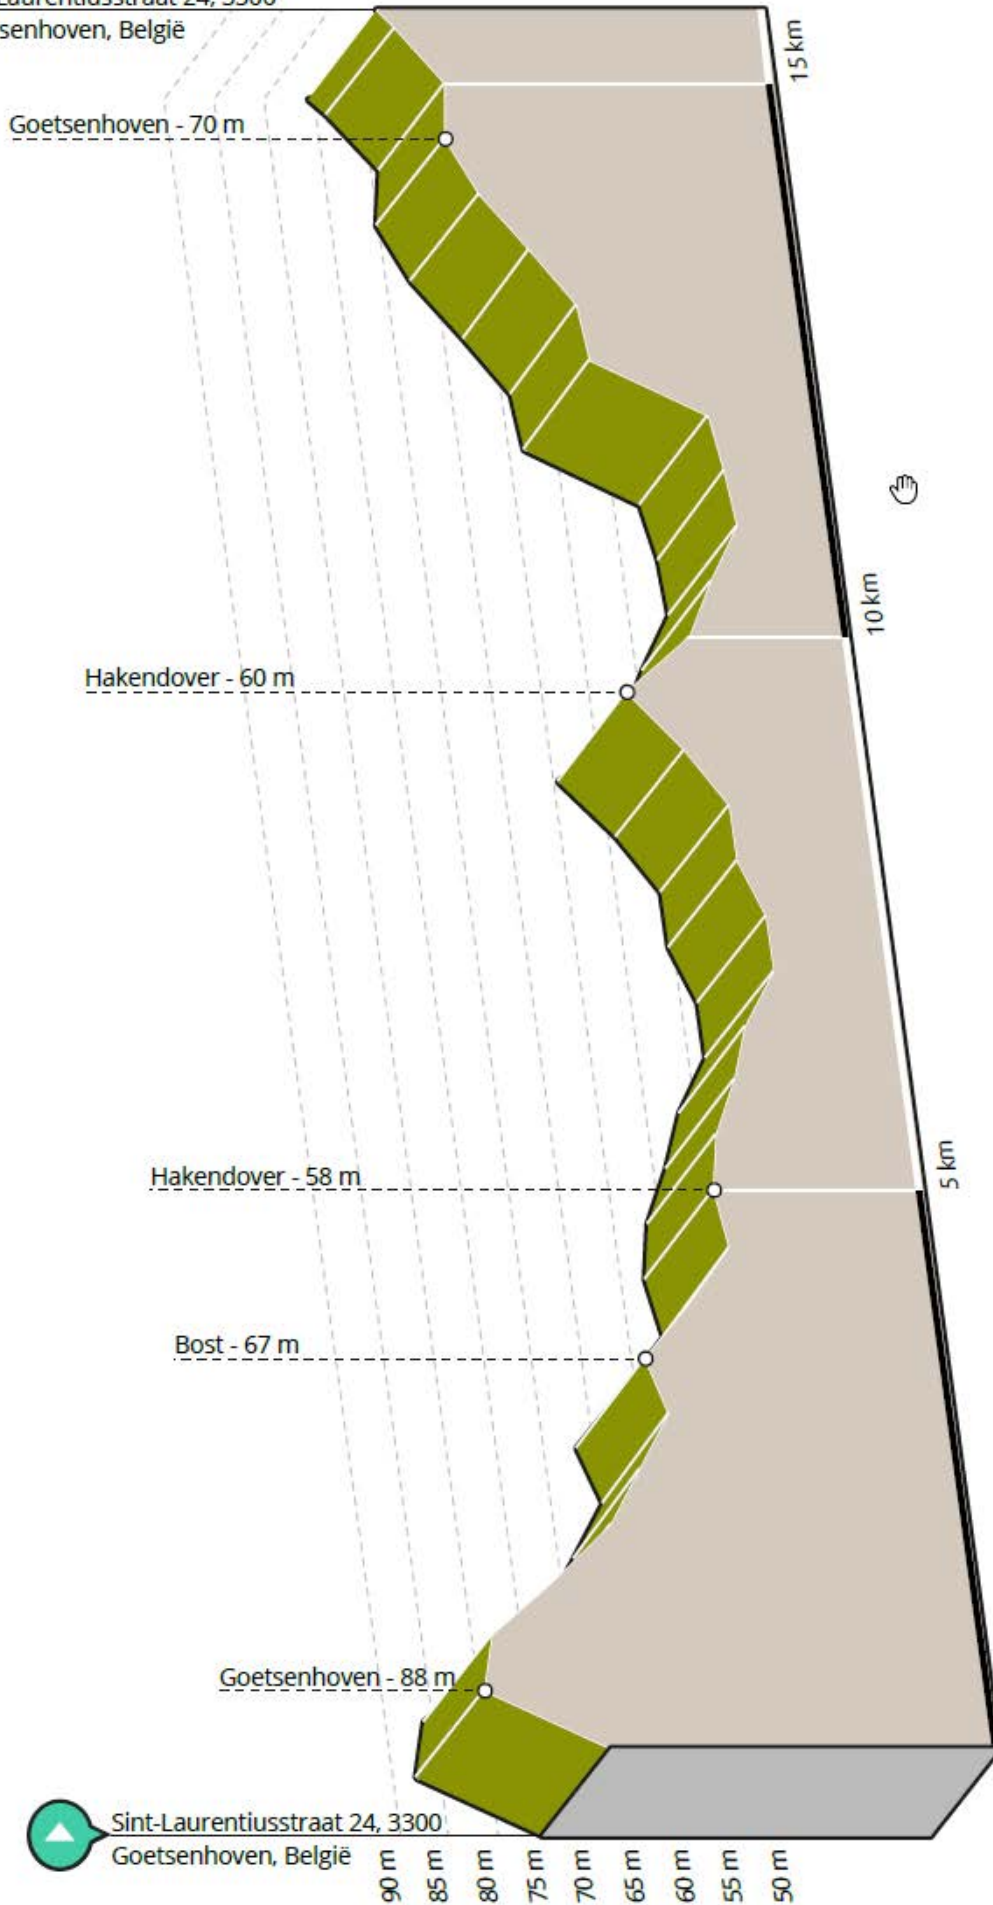 senhoven, België
Goetsenhoven - 70 m
15 km
10 km
Hakendover - 60 m
5 km
Hakendover - 58 m
Bost - 67 m
Goetsenhoven - 88 m
Sint-Laurentiusstraat 24, 3300
Goetsenhoven, België
90 m
85 m
80 m
75 m
70 m
65 m
60 m
55 m
50 m